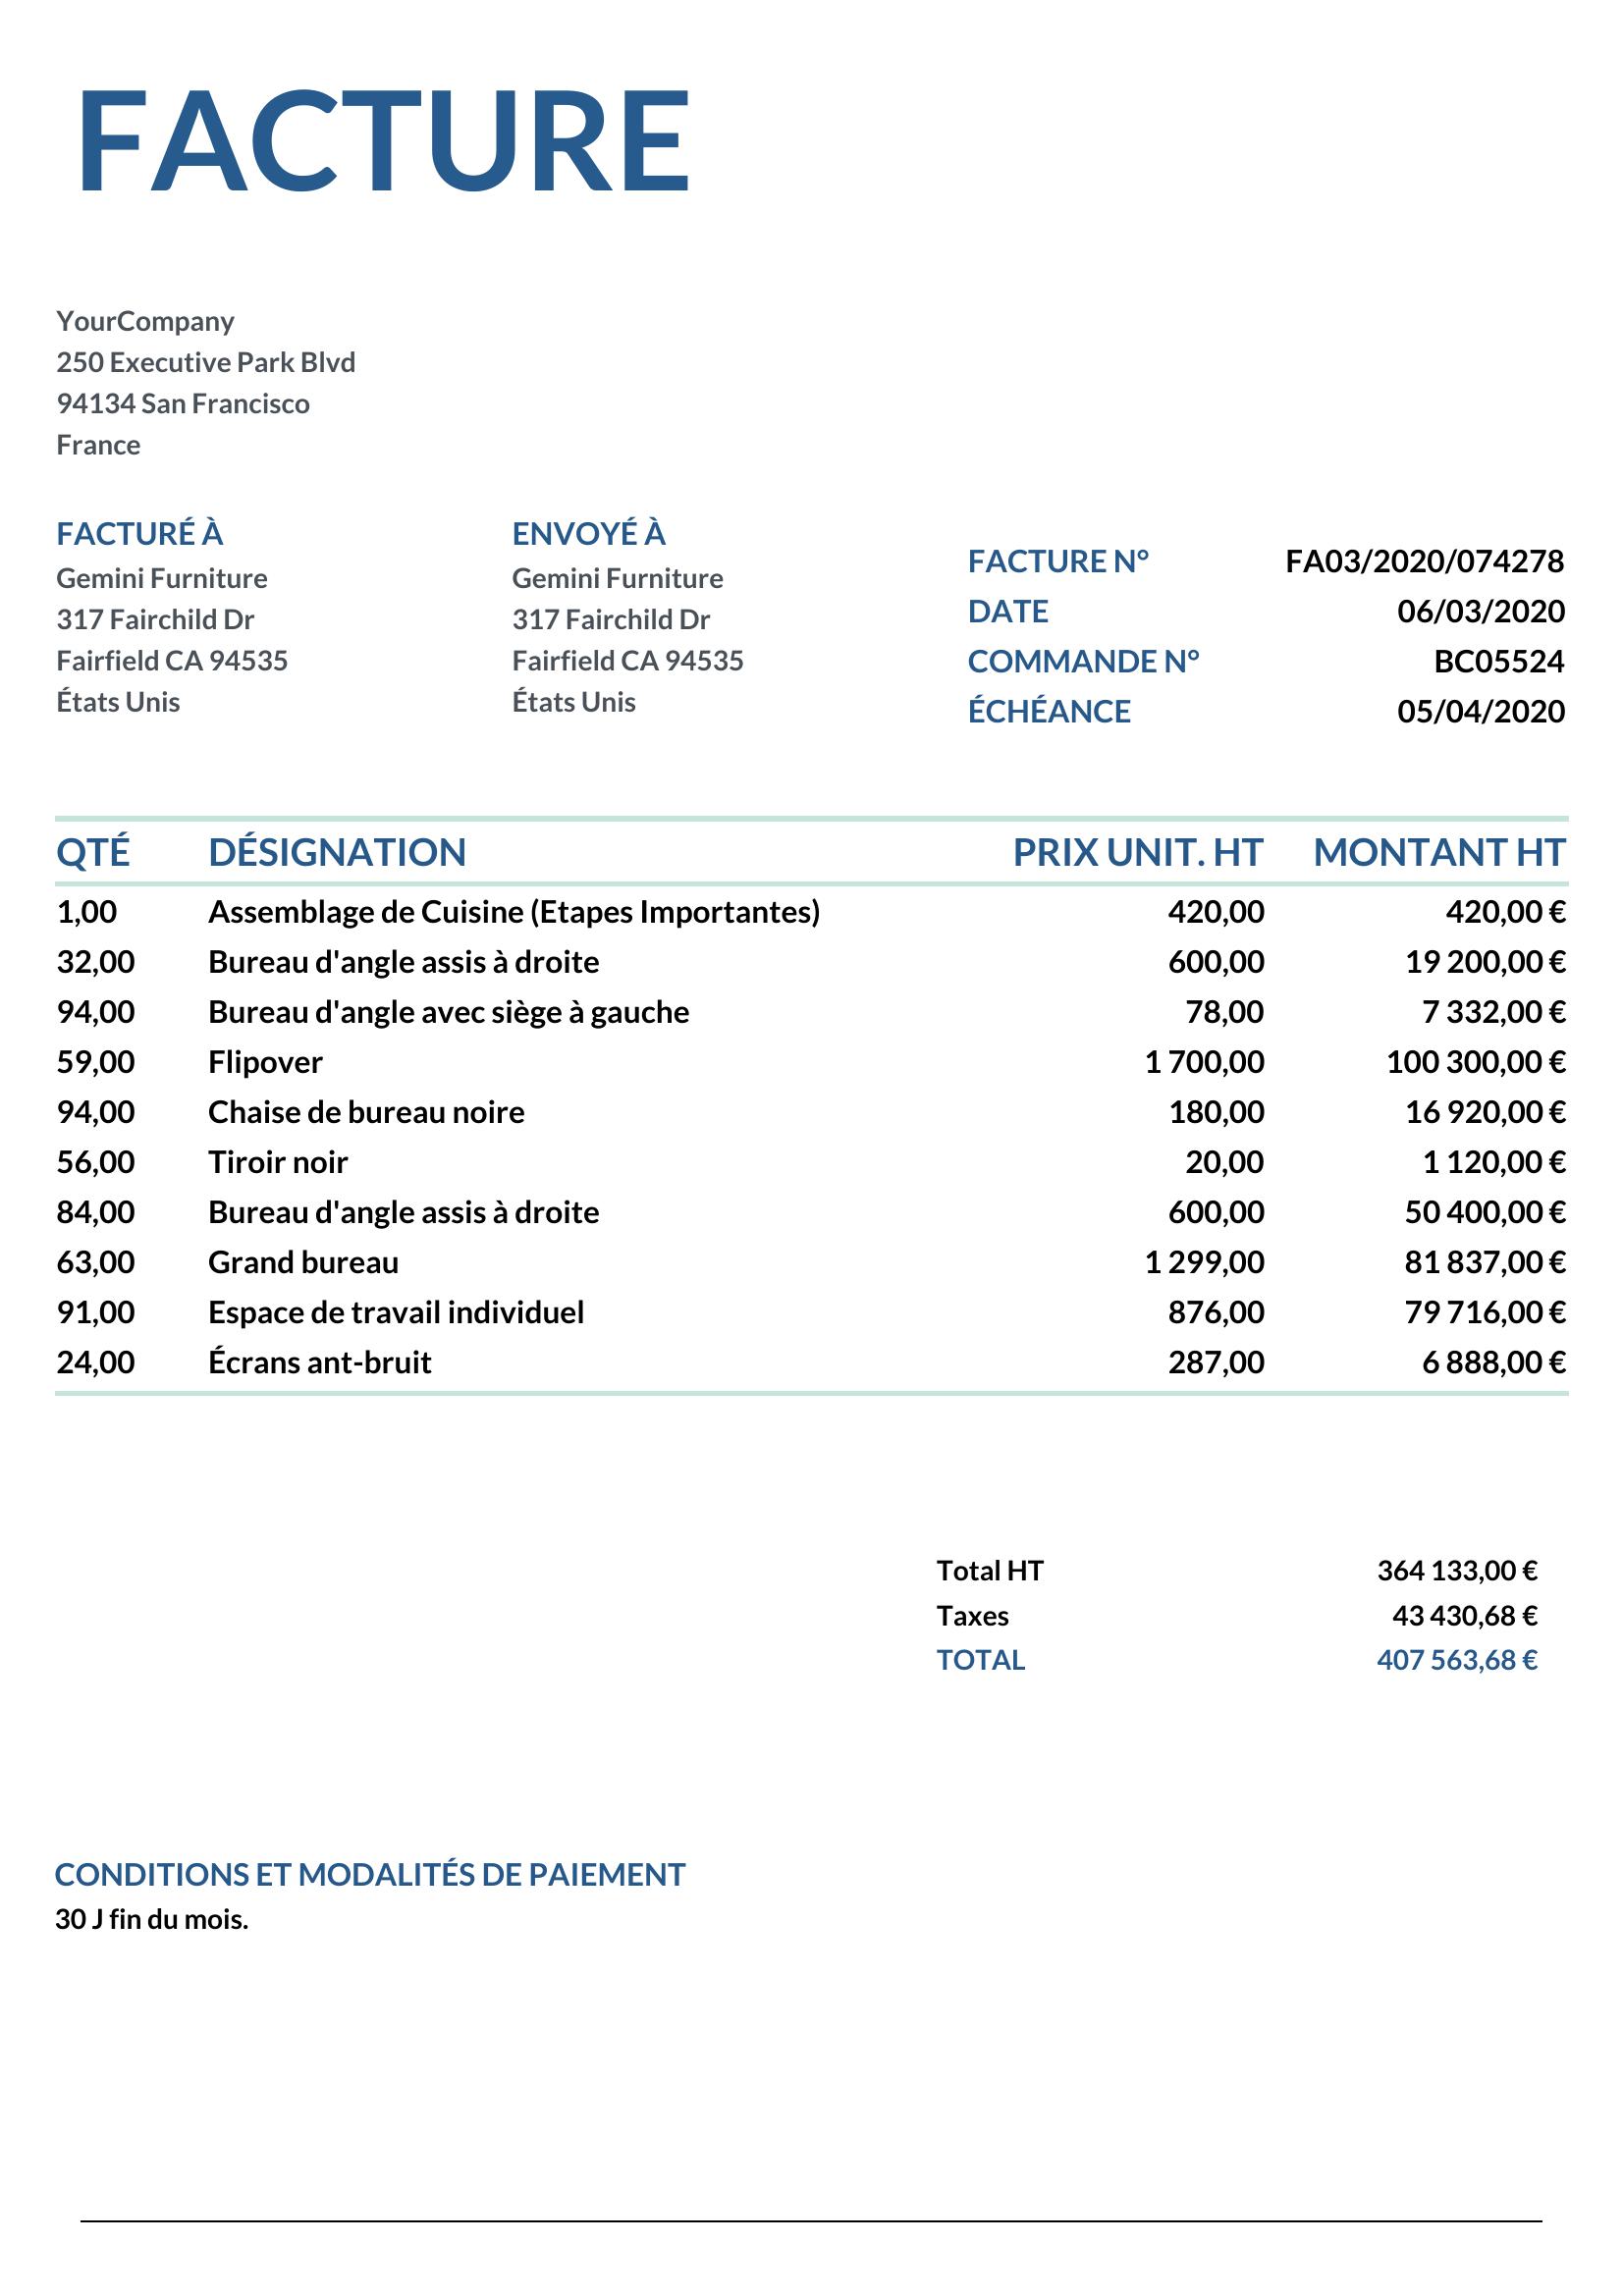 FACTURE
YourCompany
250 Executive Park Blvd
94134 San Francisco
France
FACTURÉ À
Gemini Furniture
317 Fairchild Dr
Fairfield CA 94535
États Unis
ENVOYÉ À
Gemini Furniture
317 Fairchild Dr
Fairfield CA 94535
États Unis
FACTURE N° FA03/2020/074278
DATE 06/03/2020
COMMANDE N° BC05524
ÉCHÉANCE 05/04/2020
QTÉ DÉSIGNATION PRIX UNIT. HT MONTANT HT
1,00 Assemblage de Cuisine (Etapes Importantes) 420,00 420,00 €
32,00 Bureau d'angle assis à droite 600,00 19 200,00 €
94,00 Bureau d'angle avec siège à gauche 78,00 7 332,00 €
59,00 Flipover 1 700,00 100 300,00 €
94,00 Chaise de bureau noire 180,00 16 920,00 €
56,00 Tiroir noir 20,00 1 120,00 €
84,00 Bureau d'angle assis à droite 600,00 50 400,00 €
63,00 Grand bureau 1 299,00 81 837,00 €
91,00 Espace de travail individuel 876,00 79 716,00 €
24,00 Écrans ant-bruit 287,00 6 888,00 €
Total HT 364 133,00 €
Taxes 43 430,68 €
TOTAL 407 563,68 €
CONDITIONS ET MODALITÉS DE PAIEMENT
30 J fin du mois.